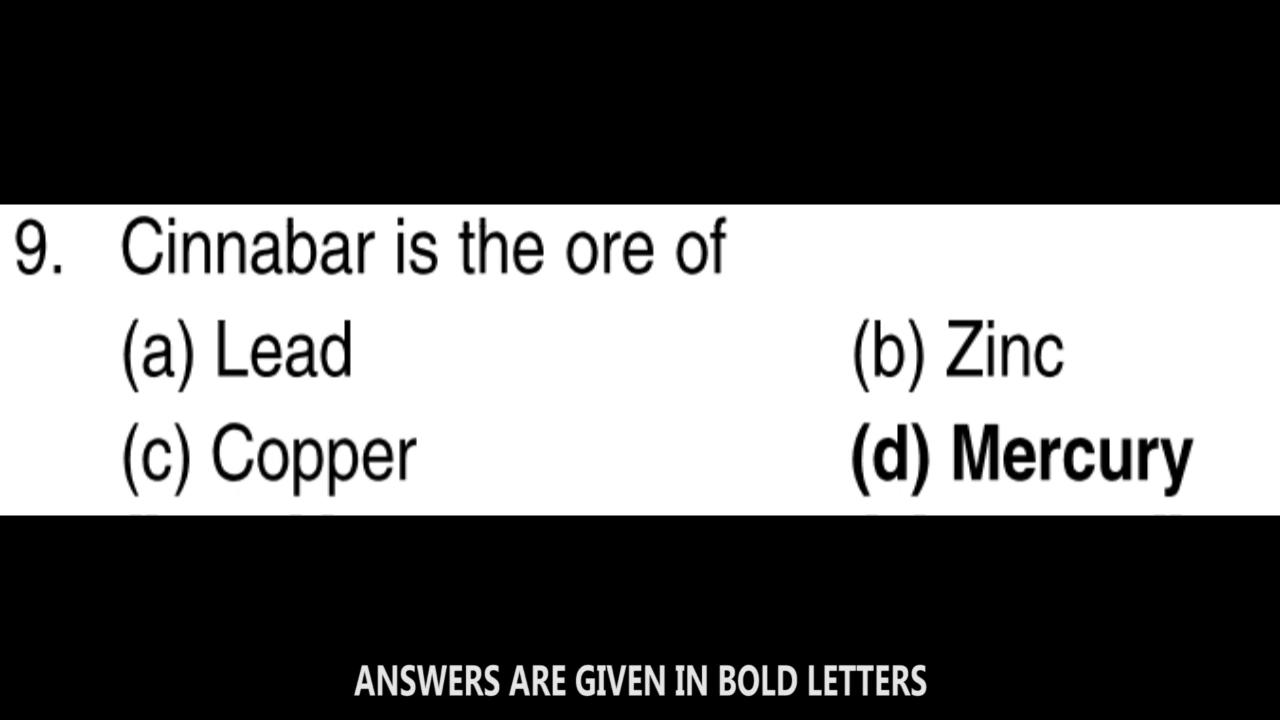 9. Cinnabar is the ore of
(a) Lead (b) Zinc
(c) Copper (d) Mercury
ANSWERS ARE GIVEN IN BOLD LETTERS